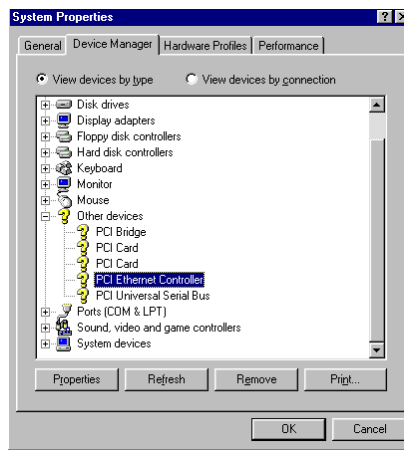 System Properties
General Device Manager Hardware Profiles Performance
View devices by type View devices by connection
Disk drives
Display adapters
Floppy disk controllers
Hard disk controllers
Keyboard
Monitor
Mouse
Other devices
PCI Bridge
PCI Card
PCI Card
PCI Ethernet Controller
PCI Universal Serial Bus
Ports (COM & LPT)
Sound, video and game controllers
System devices
Properties Refresh Remove Print...
OK Cancel